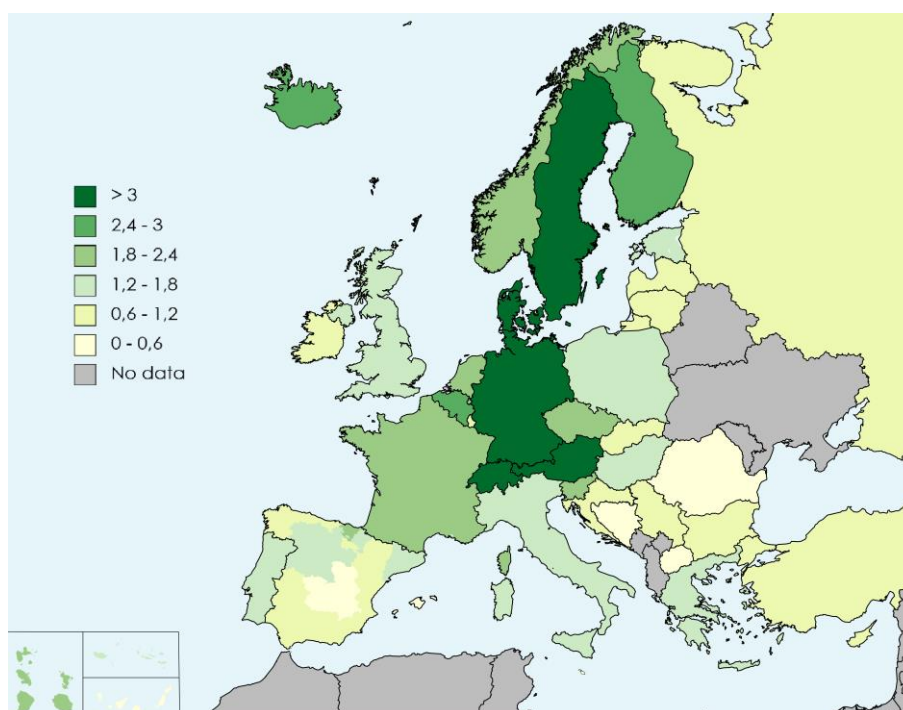 > 3
2,4 - 3
1,8 - 2,4
1,2 - 1,8
0,6 - 1,2
0 - 0,6
No data